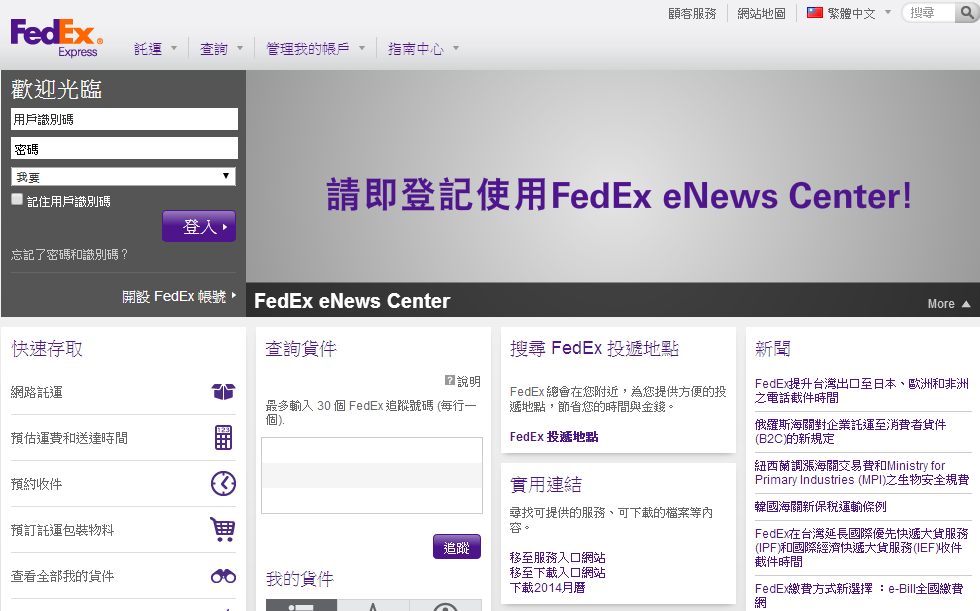 顧客服務
網站地圖
繁體中文
搜尋
FedEx®
Express
託運
查詢
管理我的帳戶
指南中心
歡迎光臨
用戶識別碼
密碼
我要
記住用戶識別碼
登入
忘記了密碼和識別碼？
開設 FedEx 帳號
請即登記使用FedEx eNews Center!
FedEx eNews Center
More
快速存取
網路託運
預估運費和送達時間
預約收件
預訂託運包裝物料
查看全部我的貨件
查詢貨件
?說明
最多輸入 30 個 FedEx 追蹤號碼 (每行一
個).
追蹤
我的貨件
搜尋 FedEx 投遞地點
FedEx 總會在您附近，為您提供方便的投
遞地點，節省您的時間與金錢。
FedEx 投遞地點
實用連結
尋找可提供的服務、可下載的檔案等內
容。
移至服務入口網站
移至下載入口網站
下載2014月曆
新聞
FedEx提升台灣出口至日本、歐洲和非洲
之電話截件時間
俄羅斯海關對企業託運至消費者貨件
(B2C)的新規定
紐西蘭調漲海關交易費和Ministry for
Primary Industries (MPI)之生物安全規費
韓國海關新保稅運輸條例
FedEx在台灣延長國際優先快遞大貨服務
(IPF)和國際經濟快遞大貨服務(IEF)收件
截件時間
FedEx繳費方式新選擇 ：e-Bill全國繳費
網